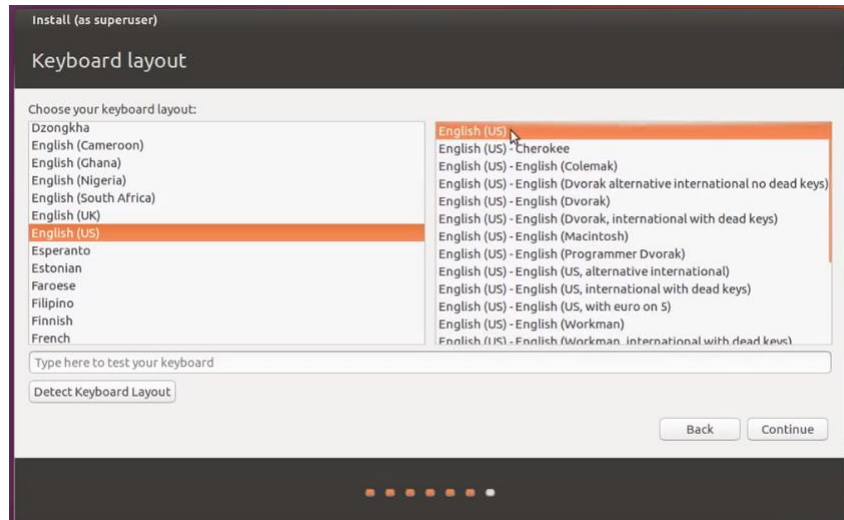 Install (as superuser)
Keyboard layout
Choose your keyboard layout:
Dzongkha
English (Cameroon)
English (Ghana)
English (Nigeria)
English (South Africa)
English (UK)
English (US)
Esperanto
Estonian
Faroese
Filipino
Finnish
French
English (US)
English (US) - Cherokee
English (US) - English (Colemak)
English (US) - English (Dvorak alternative international no dead keys)
English (US) - English (Dvorak)
English (US) - English (Dvorak, international with dead keys)
English (US) - English (Macintosh)
English (US) - English (Programmer Dvorak)
English (US) - English (US, alternative international)
English (US) - English (US, international with dead keys)
English (US) - English (US, with euro on 5)
English (US) - English (Workman)
English (US) - English (Workman, international with dead keys)
Type here to test your keyboard
Detect Keyboard Layout
Back
Continue